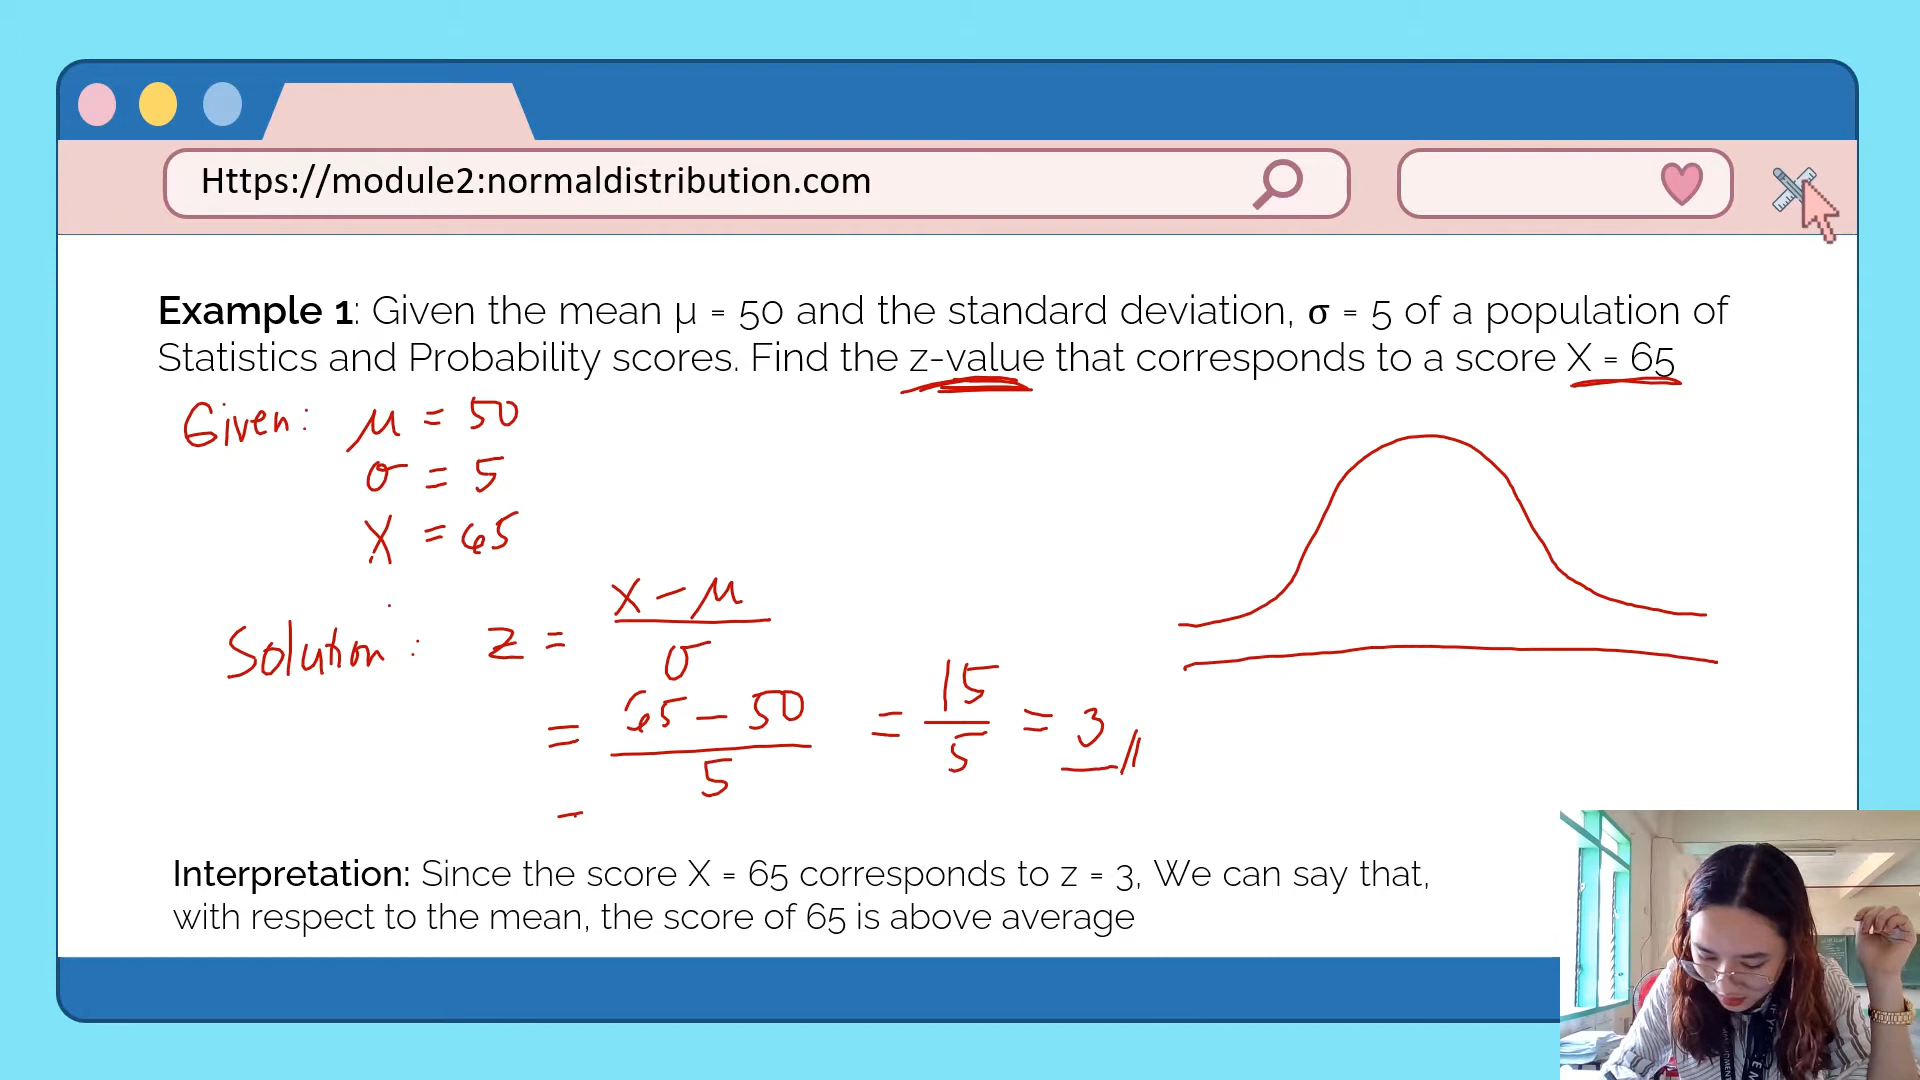 Https://module2:normaldistribution.com
Example 1: Given the mean μ = 50 and the standard deviation, σ = 5 of a population of
Statistics and Probability scores. Find the z-value that corresponds to a score X = 65
Given: μ = 50
σ = 5
X = 65
Solution: z = X - μ / σ
= 65 - 50 / 5 = 15 / 5 = 3 //
Interpretation: Since the score X = 65 corresponds to z = 3, We can say that,
with respect to the mean, the score of 65 is above average